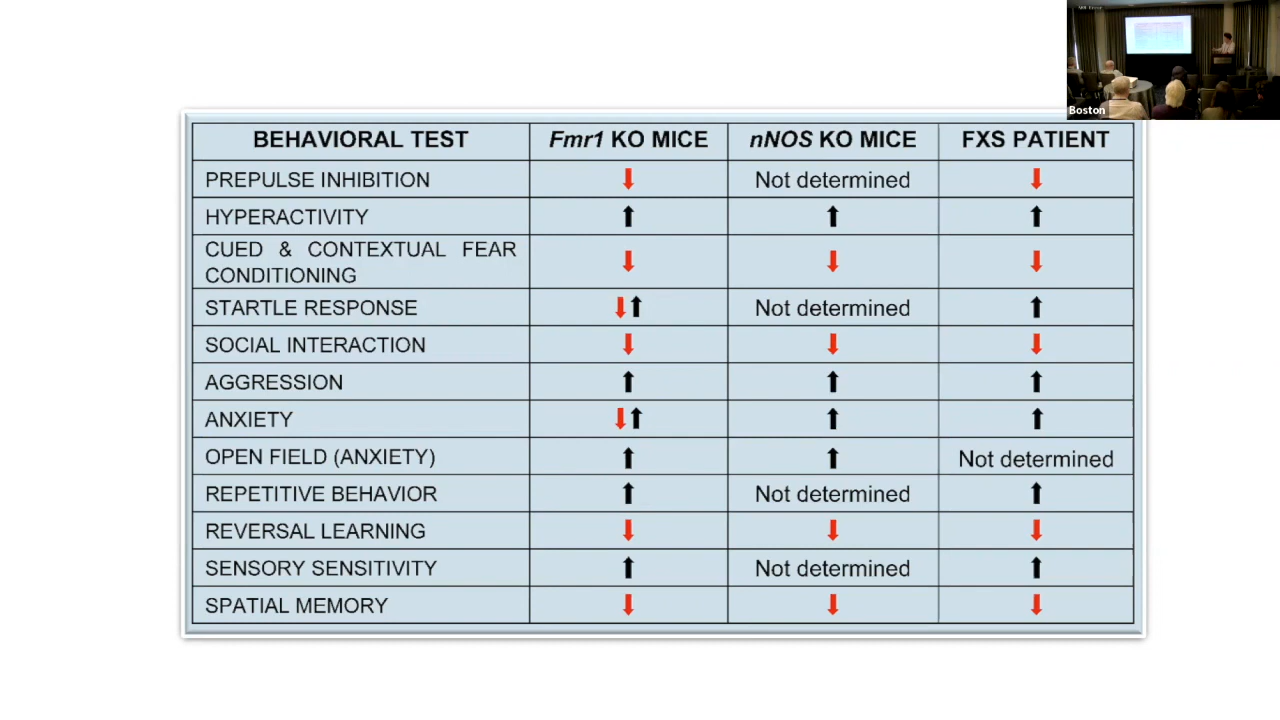 Boston
BEHAVIORAL TEST Fmr1 KO MICE nNOS KO MICE FXS PATIENT
PREPULSE INHIBITION ⬇ Not determined ⬇
HYPERACTIVITY ⬆ ⬆ ⬆
CUED & CONTEXTUAL FEAR
CONDITIONING ⬇ ⬇ ⬇
STARTLE RESPONSE ⬇⬆ Not determined ⬆
SOCIAL INTERACTION ⬇ ⬇ ⬇
AGGRESSION ⬆ ⬆ ⬆
ANXIETY ⬇⬆ ⬆ ⬆
OPEN FIELD (ANXIETY) ⬆ ⬆ Not determined
REPETITIVE BEHAVIOR ⬆ Not determined ⬆
REVERSAL LEARNING ⬇ ⬇ ⬇
SENSORY SENSITIVITY ⬆ Not determined ⬆
SPATIAL MEMORY ⬇ ⬇ ⬇